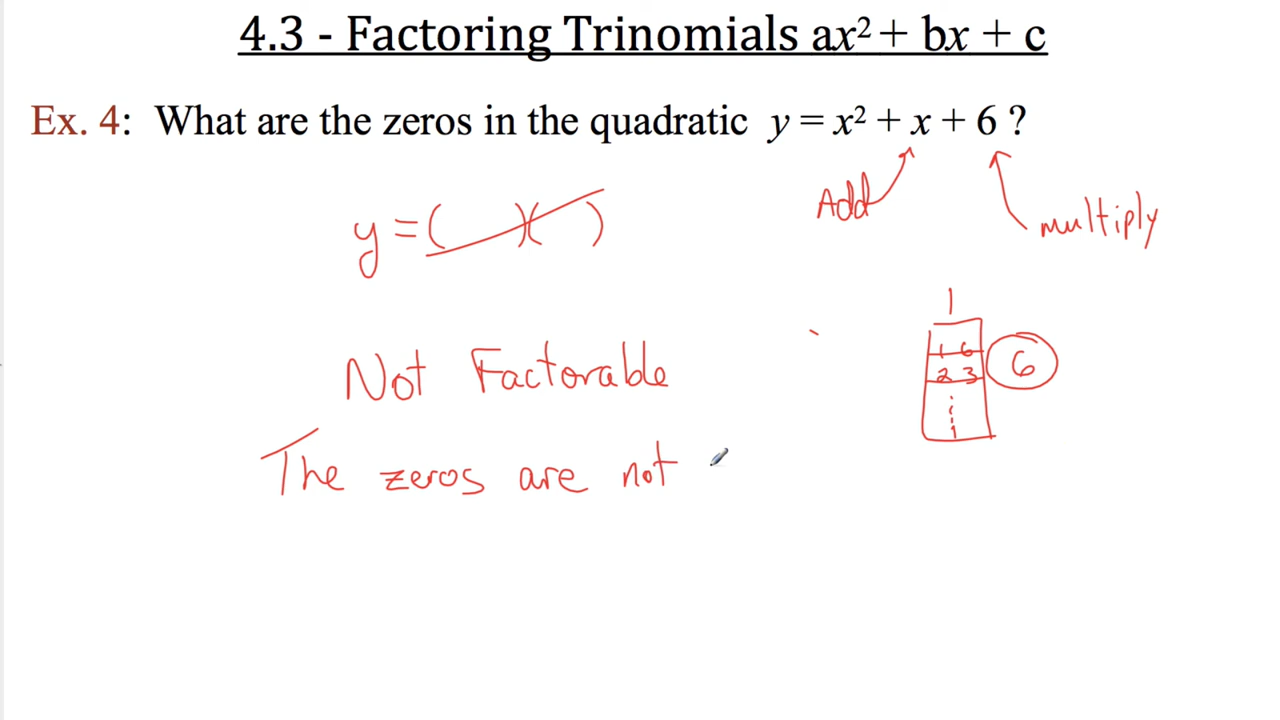 4.3 - Factoring Trinomials ax² + bx + c
Ex. 4: What are the zeros in the quadratic y = x² + x + 6 ?
Add
multiply
y = ( )( )
1
1 6
2 3
6
Not Factorable
The zeros are not